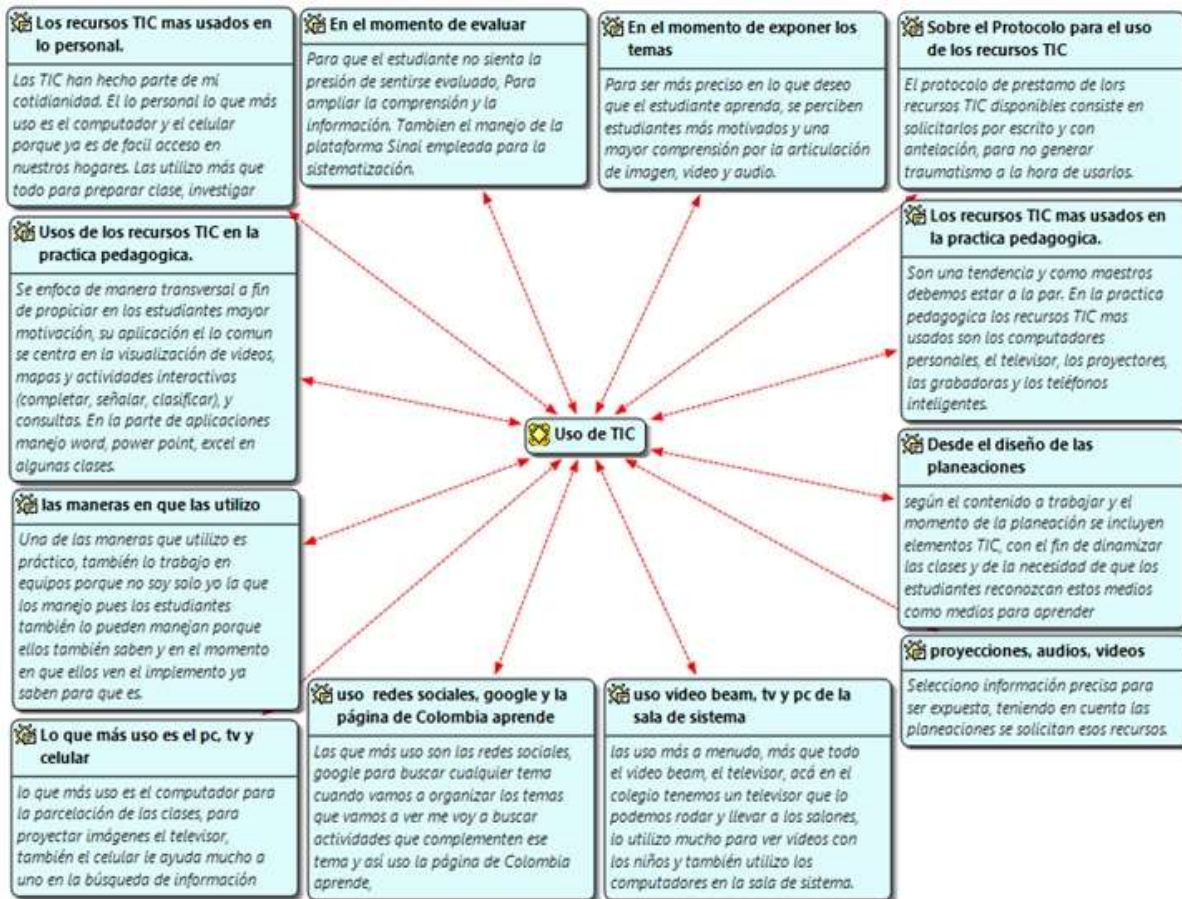 Los recursos TIC mas usados en
lo personal.
Las TIC han hecho parte de mi
cotidianidad. El lo personal lo que más
uso es el computador y el celular
porque ya es de facil acceso en
nuestros hogares. Las utilizo más que
todo para preparar clase, investigar
En el momento de evaluar
Para que el estudiante no sienta la
presión de sentirse evaluado, Para
ampliar la comprensión y la
información. Tambien el manejo de la
plataforma Sinai empleada para la
sistematización.
En el momento de exponer los
temas
Para ser más preciso en lo que deseo
que el estudiante aprenda, se perciben
estudiantes más motivados y una
mayor comprensión por la articulación
de imagen, video y audio.
Sobre el Protocolo para el uso
de los recursos TIC
El protocolo de prestamo de lors
recursos TIC disponibles consiste en
solicitarlos por escrito y con
antelación, para no generar
traumatismo a la hora de usarlos.
Usos de los recursos TIC en la
practica pedagogica.
Se enfoca de manera transversal a fin
de propiciar en los estudiantes mayor
motivación, su aplicación el lo comun
se centra en la visualización de videos,
mapas y actividades interactivas
(completar, señalar, clasificar), y
consultas. En la parte de aplicaciones
manejo word, power point, excel en
algunas clases.
Los recursos TIC mas usados en
la practica pedagogica.
Son una tendencia y como maestros
debemos estar a la par. En la practica
pedagogica los recursos TIC mas
usados son los computadores
personales, el televisor, los proyectores,
las grabadoras y los teléfonos
inteligentes.
Uso de TIC
Desde el diseño de las
planeaciones
según el contenido a trabajar y el
momento de la planeación se incluyen
elementos TIC, con el fin de dinamizar
las clases y de la necesidad de que los
estudiantes reconozcan estos medios
como medios para aprender
las maneras en que las utilizo
Una de las maneras que utilizo es
práctico, también lo trabajo en
equipos porque no soy solo yo la que
los manejo pues los estudiantes
también lo pueden manejan porque
ellos también saben y en el momento
en que ellos ven el implemento ya
saben para que es.
proyecciones, audios, videos
Selecciono información precisa para
ser expuesta, teniendo en cuenta las
planeaciones se solicitan esos recursos.
Lo que más uso es el pc, tv y
celular
lo que más uso es el computador para
la parcelación de las clases, para
proyectar imágenes el televisor,
también el celular le ayuda mucho a
uno en la búsqueda de información
uso redes sociales, google y la
página de Colombia aprende
Las que más uso son las redes sociales,
google para buscar cualquier tema
cuando vamos a organizar los temas
que vamos a ver me voy a buscar
actividades que complementen ese
tema y así uso la página de Colombia
aprende,
uso video beam, tv y pc de la
sala de sistema
las uso más a menudo, más que todo
el video beam, el televisor, acá en el
colegio tenemos un televisor que lo
podemos rodar y llevar a los salones,
lo utilizo mucho para ver videos con
los niños y también utilizo los
computadores en la sala de sistema.